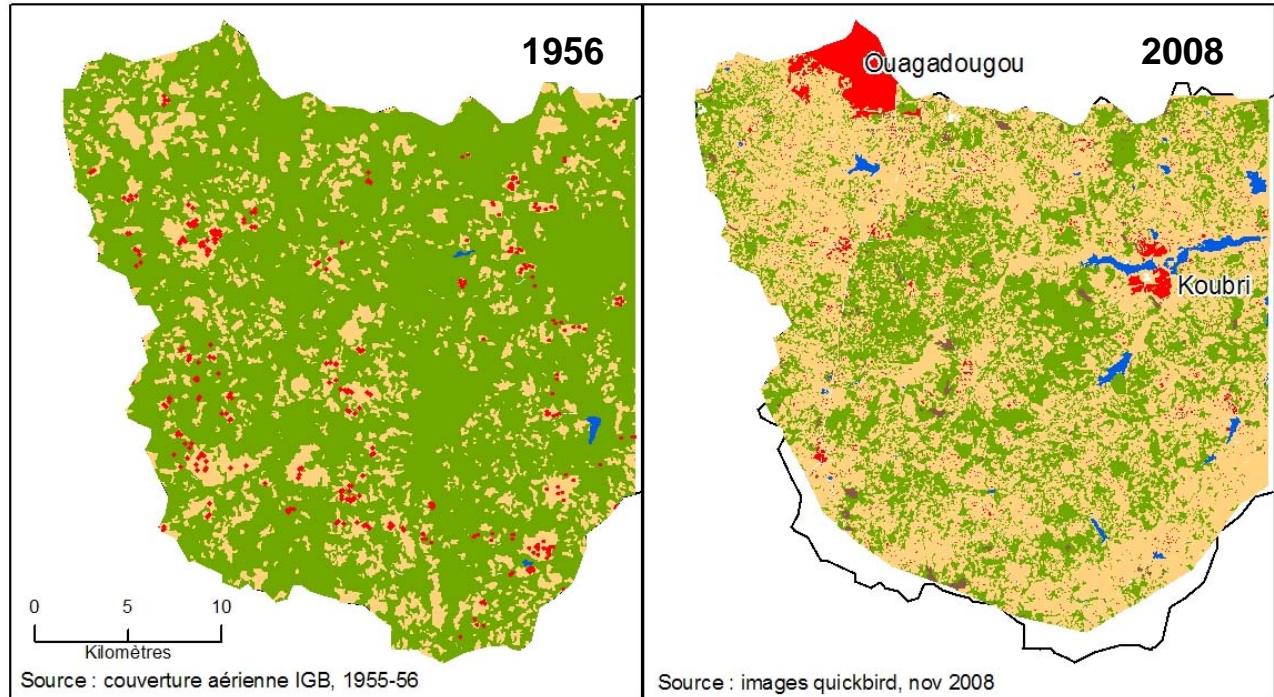 1956
0 5 10
Kilomètres
Source : couverture aérienne IGB, 1955-56
2008
Ouagadougou
Koubri
Source : images quickbird, nov 2008